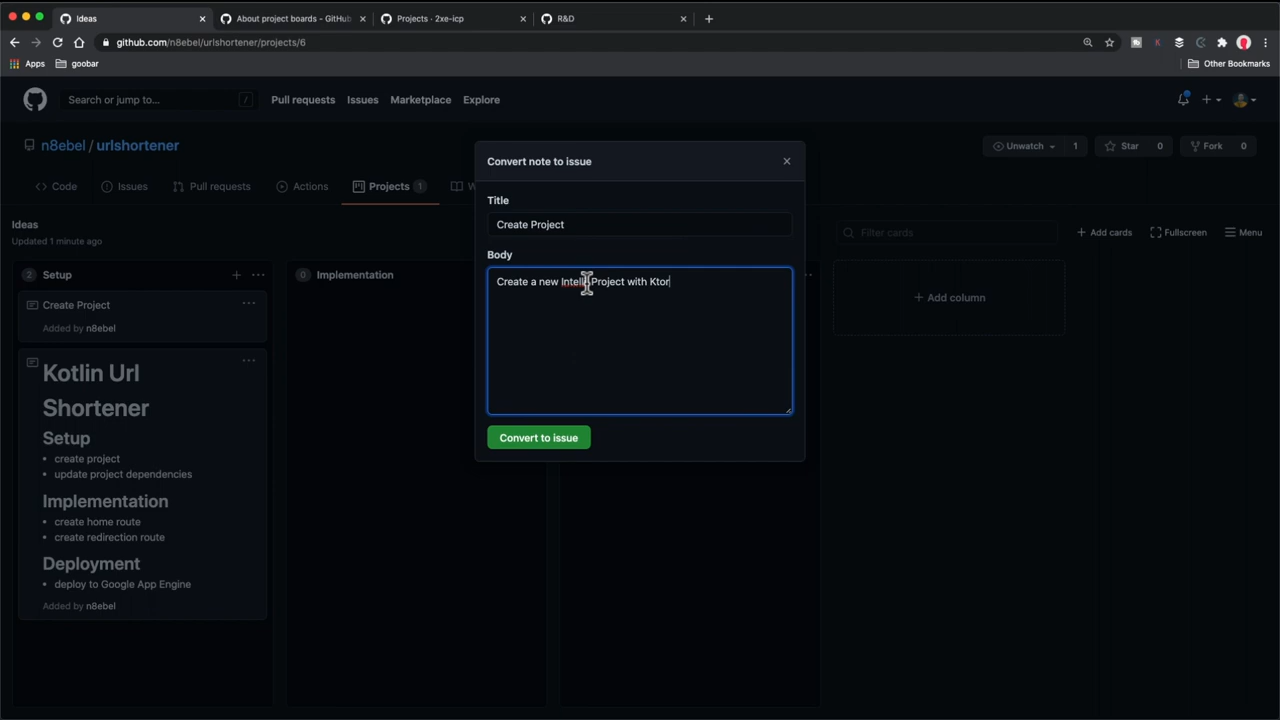 Ideas
About project boards - GitHub
Projects · 2xe-icp
R&D
github.com/n8ebel/urlshortener/projects/6
Apps
goobar
Other Bookmarks
Search or jump to...
/
Pull requests
Issues
Marketplace
Explore
n8ebel / urlshortener
Unwatch
1
Star
0
Fork
0
Code
Issues
Pull requests
Actions
Projects
1
W
Ideas
Updated 1 minute ago
Filter cards
Add cards
Fullscreen
Menu
2 Setup
0 Implementation
Add column
Create Project
Added by n8ebel
Kotlin Url
Shortener
Setup
create project
update project dependencies
Implementation
create home route
create redirection route
Deployment
deploy to Google App Engine
Added by n8ebel
Convert note to issue
Title
Create Project
Body
Create a new Project with Ktor
Convert to issue